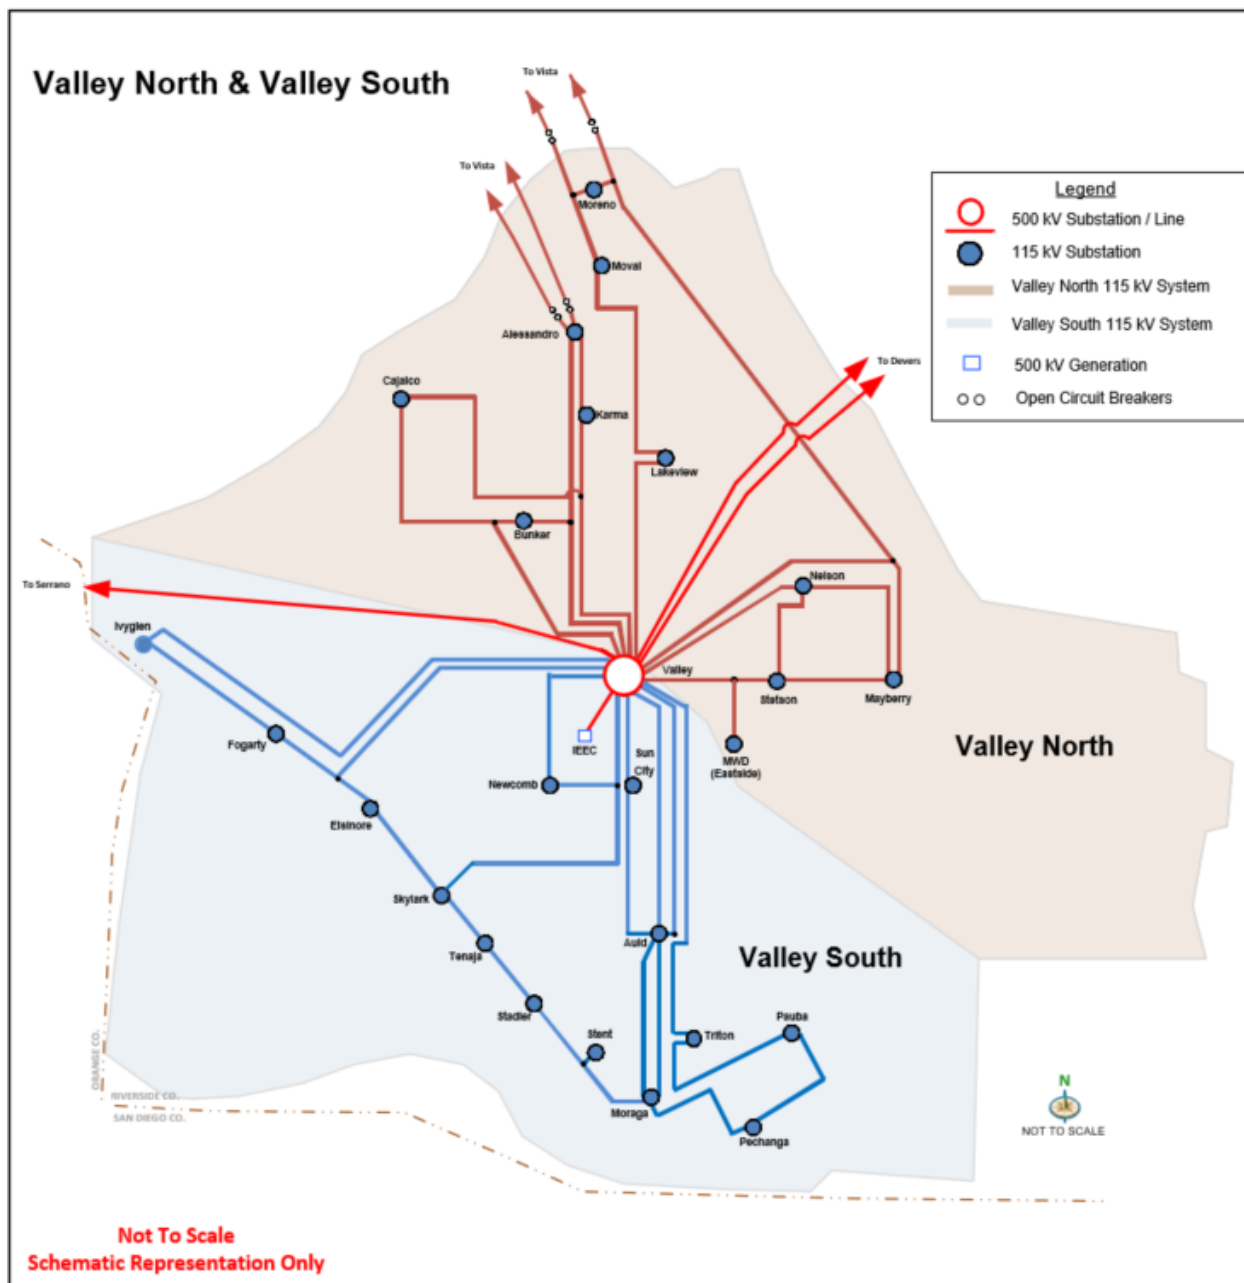 Valley North & Valley South
To Vista
To Vista
Moreno
Moval
Alessandro
Cajalco
Karma
Lakeview
Bunker
To Devers
Legend
500 kV Substation / Line
115 kV Substation
Valley North 115 kV System
Valley South 115 kV System
500 kV Generation
Open Circuit Breakers
To Serrano
Ivyglen
Nelson
Valley
Stetson
Mayberry
Fogarty
IEEC
Sun
City
MWD
(Eastside)
Valley North
Newcomb
Elsinore
Skylark
Auld
Tenaja
Valley South
Stadler
Stent
Triton
Pauba
Moraga
Pechanga
ORANGE CO.
RIVERSIDE CO.
SAN DIEGO CO.
N
NOT TO SCALE
Not To Scale
Schematic Representation Only